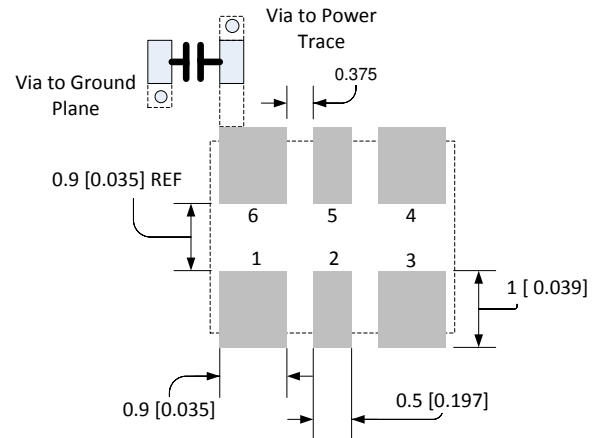 Via to Power
Trace
Via to Ground
Plane
0.375
0.9 [0.035] REF
6 5 4
1 2 3
1 [ 0.039]
0.9 [0.035]
0.5 [0.197]